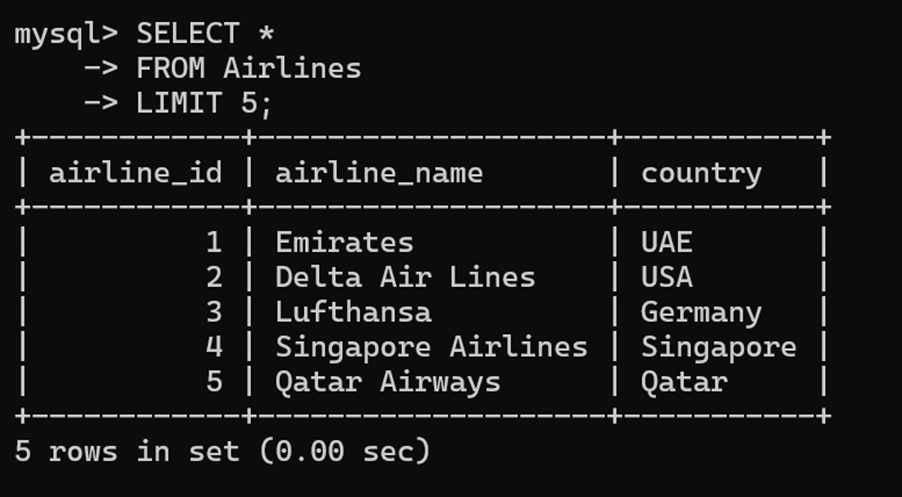 mysql> SELECT *
    -> FROM Airlines
    -> LIMIT 5;
+------------+--------------------+-----------+
| airline_id | airline_name       | country   |
+------------+--------------------+-----------+
|          1 | Emirates           | UAE       |
|          2 | Delta Air Lines    | USA       |
|          3 | Lufthansa          | Germany   |
|          4 | Singapore Airlines | Singapore |
|          5 | Qatar Airways      | Qatar     |
+------------+--------------------+-----------+
5 rows in set (0.00 sec)